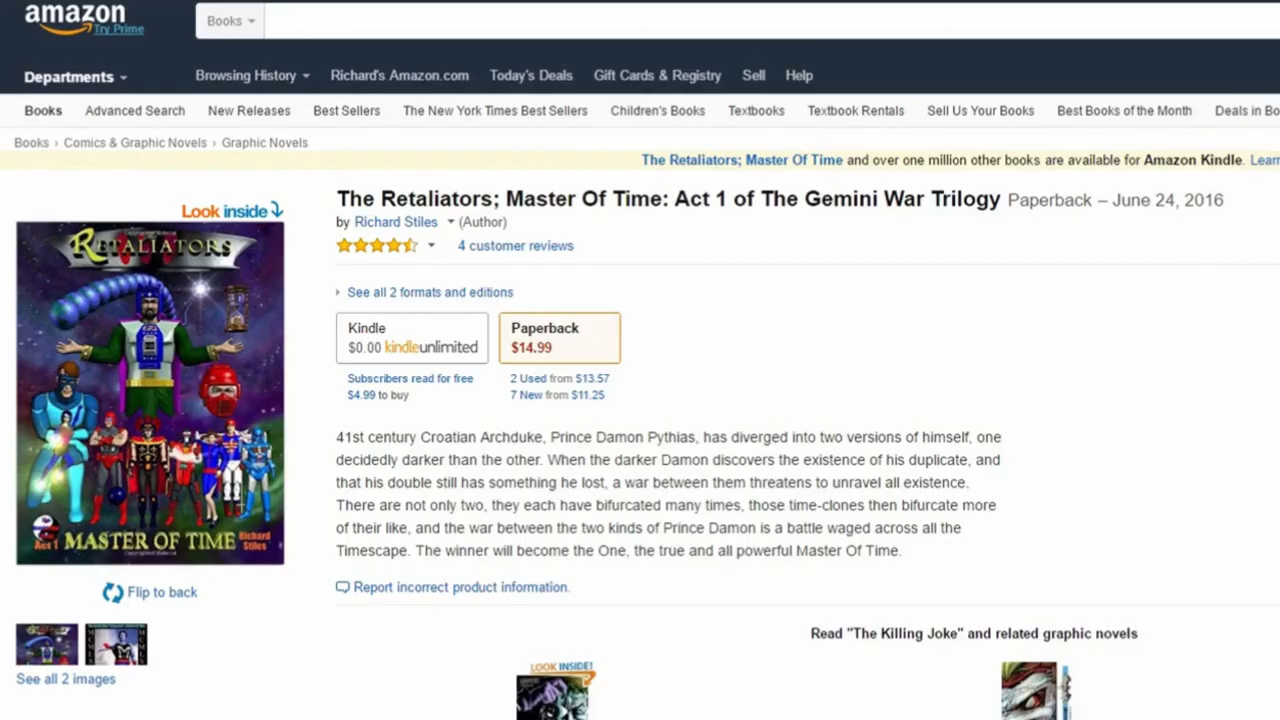 amazon
Try Prime
Books
Departments
Browsing History
Richard's Amazon.com
Today's Deals
Gift Cards & Registry
Sell
Help
Books
Advanced Search
New Releases
Best Sellers
The New York Times Best Sellers
Children's Books
Textbooks
Textbook Rentals
Sell Us Your Books
Best Books of the Month
Deals in Bo
Books › Comics & Graphic Novels › Graphic Novels
The Retaliators; Master Of Time and over one million other books are available for Amazon Kindle. Learn
Look inside
RETALIATORS
Act 1
MASTER OF TIME
Richard
Stiles
Flip to back
See all 2 images
The Retaliators; Master Of Time: Act 1 of The Gemini War Trilogy Paperback – June 24, 2016
by Richard Stiles (Author)
4 customer reviews
See all 2 formats and editions
Kindle
$0.00 kindleunlimited
Subscribers read for free
$4.99 to buy
Paperback
$14.99
2 Used from $13.57
7 New from $11.25
41st century Croatian Archduke, Prince Damon Pythias, has diverged into two versions of himself, one
decidedly darker than the other. When the darker Damon discovers the existence of his duplicate, and
that his double still has something he lost, a war between them threatens to unravel all existence.
There are not only two, they each have bifurcated many times, those time-clones then bifurcate more
of their like, and the war between the two kinds of Prince Damon is a battle waged across all the
Timescape. The winner will become the One, the true and all powerful Master Of Time.
Report incorrect product information.
Read "The Killing Joke" and related graphic novels
LOOK INSIDE!